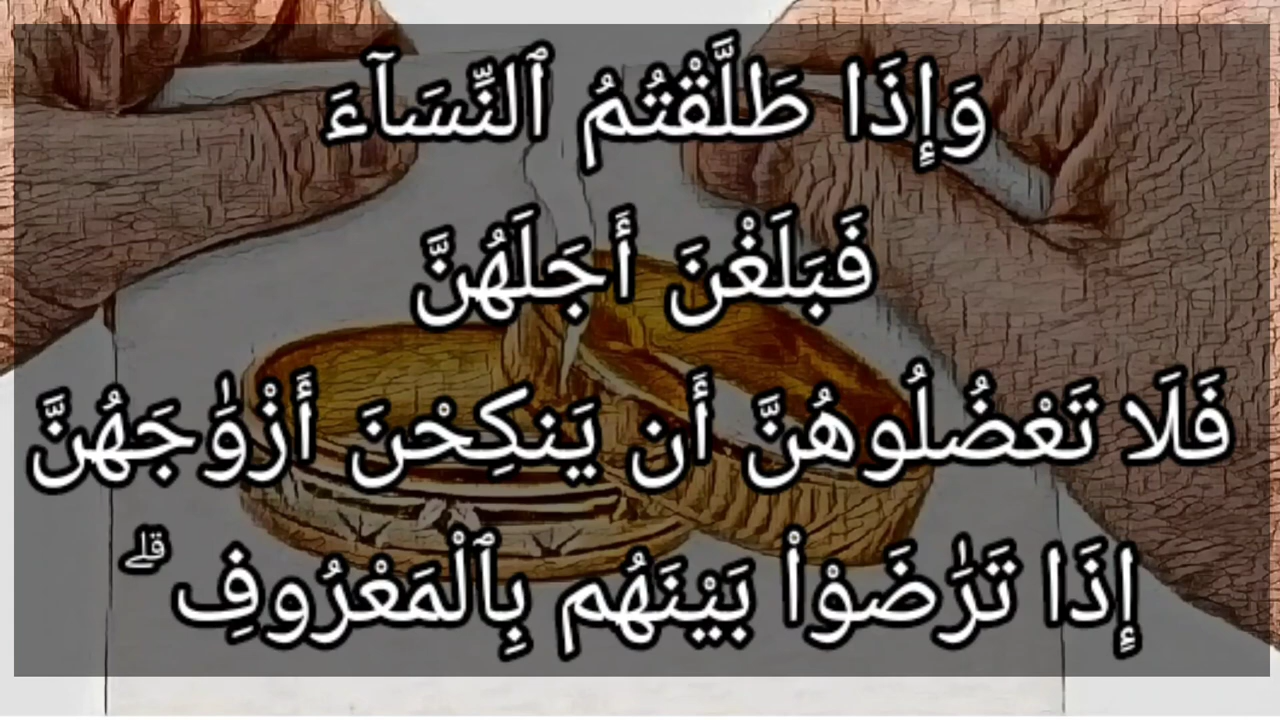 وَإِذَا طَلَّقْتُمُ ٱلنِّسَآءَ
فَبَلَغْنَ أَجَلَهُنَّ
فَلَا تَعْضُلُوهُنَّ أَن يَنكِحْنَ أَزْوَٰجَهُنَّ
إِذَا تَرَٰضَوْا۟ بَيْنَهُم بِٱلْمَعْرُوفِ ۗ